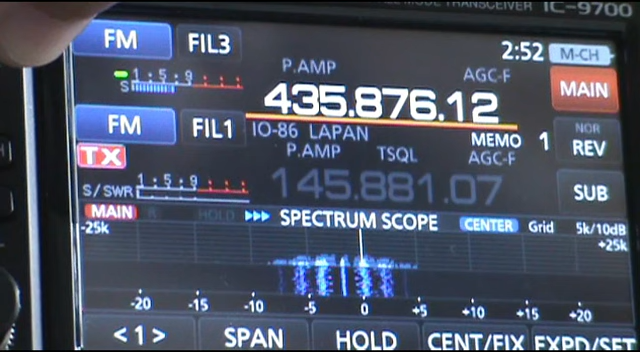 MODE TRANSCEIVER IC-9700
FM FIL3 2:52 M-CH
P.AMP AGC-F MAIN
S 1 5 9
435.876.12
FM FIL1 IO-86 LAPAN MEMO 1 NOR REV
TX P.AMP TSQL AGC-F
S/SWR 1 5 9 145.881.07 SUB
MAIN HOLD SPECTRUM SCOPE CENTER Grid 5k/10dB
-25k +25k
-20 -15 -10 -5 0 +5 +10 +15 +20
< 1 > SPAN HOLD CENT/FIX EXPD/SET